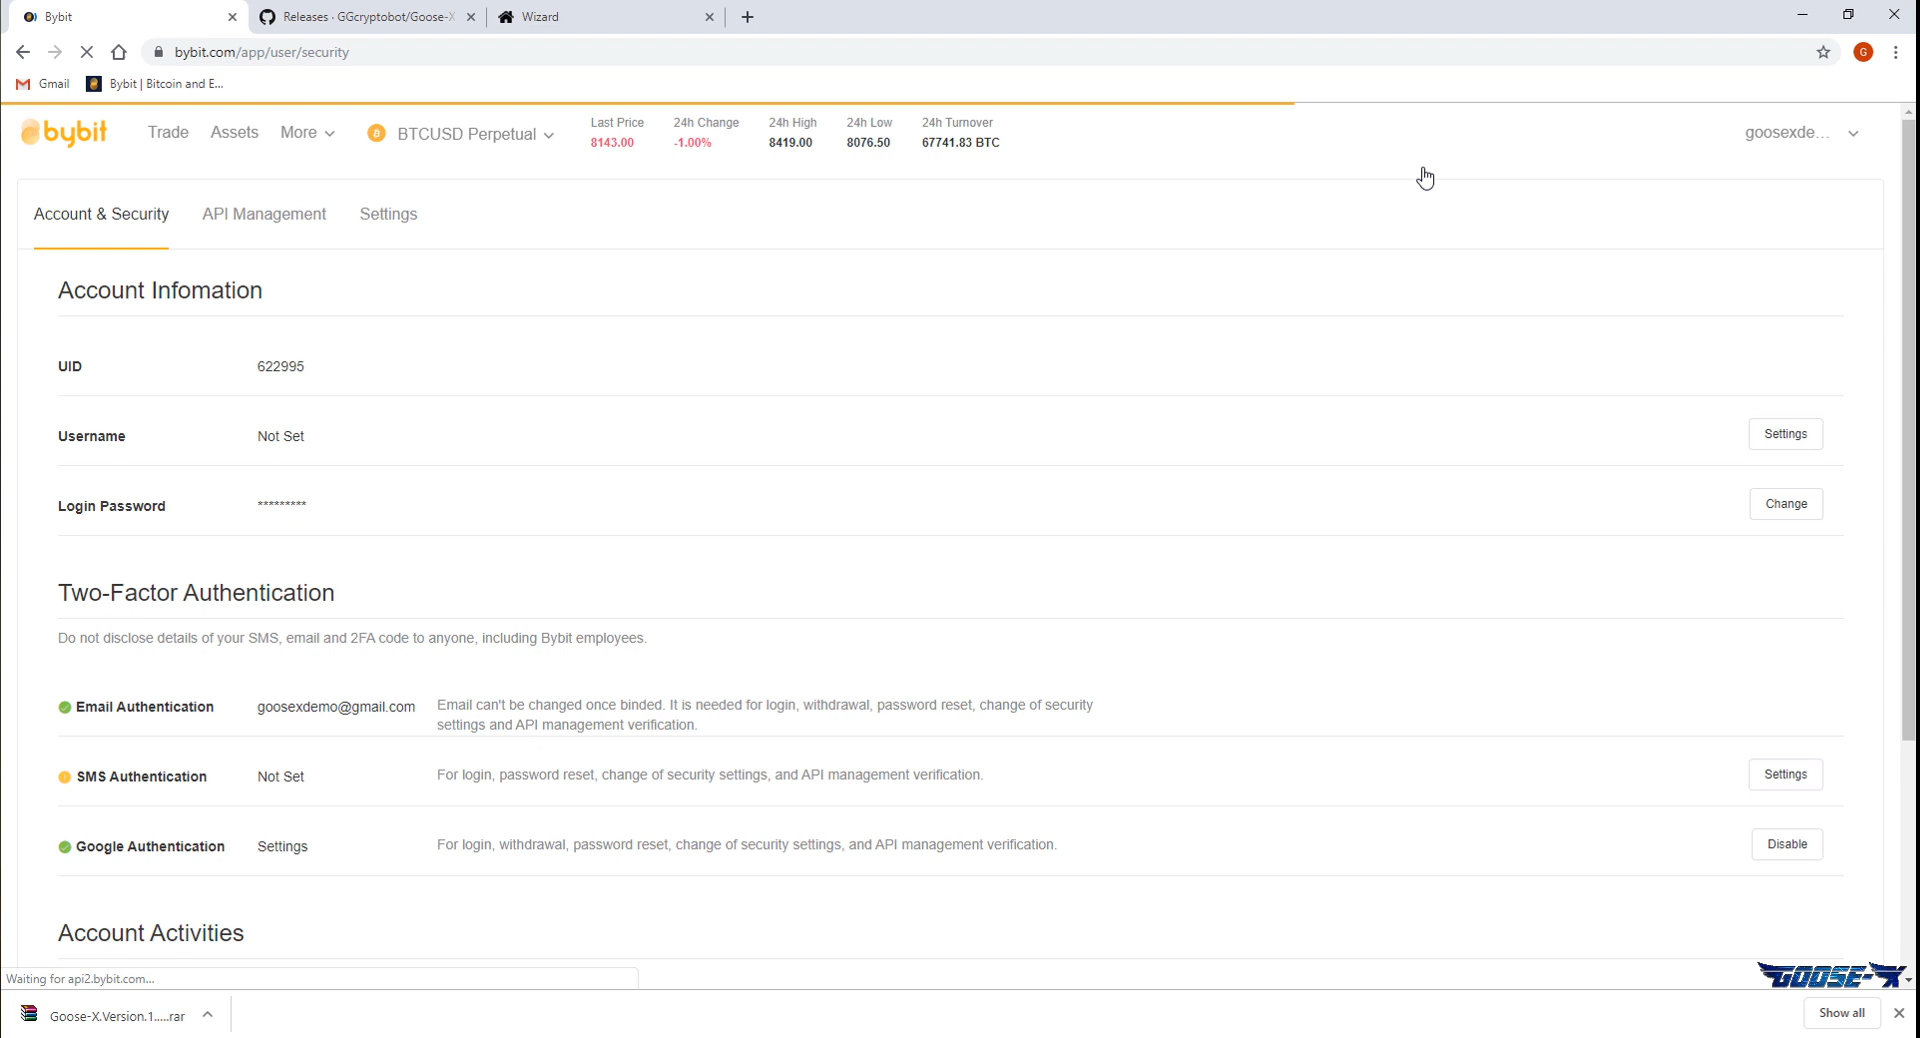 Bybit
Releases · GGcryptobot/Goose-X
Wizard
bybit.com/app/user/security
G
Gmail
Bybit | Bitcoin and E...
bybit
Trade
Assets
More
BTCUSD Perpetual
Last Price
8143.00
24h Change
-1.00%
24h High
8419.00
24h Low
8076.50
24h Turnover
67741.83 BTC
goosexde...
Account & Security
API Management
Settings
Account Infomation
UID
622995
Username
Not Set
Settings
Login Password
*********
Change
Two-Factor Authentication
Do not disclose details of your SMS, email and 2FA code to anyone, including Bybit employees.
Email Authentication
goosexdemo@gmail.com
Email can't be changed once binded. It is needed for login, withdrawal, password reset, change of security
settings and API management verification.
SMS Authentication
Not Set
For login, password reset, change of security settings, and API management verification.
Settings
Google Authentication
Settings
For login, withdrawal, password reset, change of security settings, and API management verification.
Disable
Account Activities
Waiting for api2.bybit.com...
GOOSE-X
Goose-X.Version.1.....rar
Show all